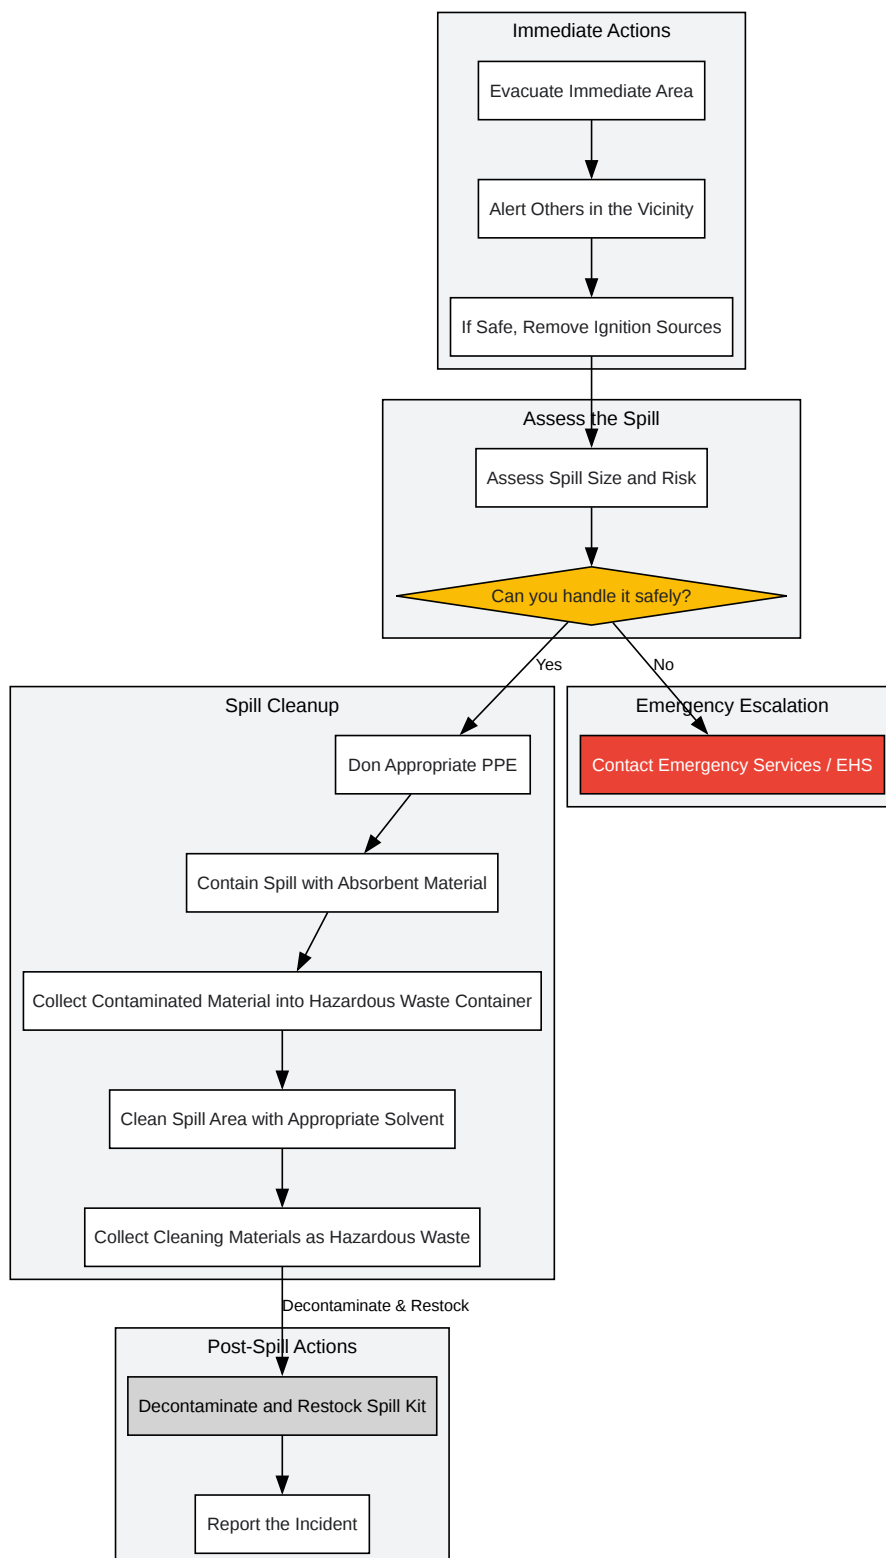 Immediate Actions
Evacuate Immediate Area
Alert Others in the Vicinity
If Safe, Remove Ignition Sources
Assess the Spill
Assess Spill Size and Risk
Can you handle it safely?
Yes
No
Spill Cleanup
Emergency Escalation
Don Appropriate PPE
Contact Emergency Services / EHS
Contain Spill with Absorbent Material
Collect Contaminated Material into Hazardous Waste Container
Clean Spill Area with Appropriate Solvent
Collect Cleaning Materials as Hazardous Waste
Decontaminate & Restock
Post-Spill Actions
Decontaminate and Restock Spill Kit
Report the Incident